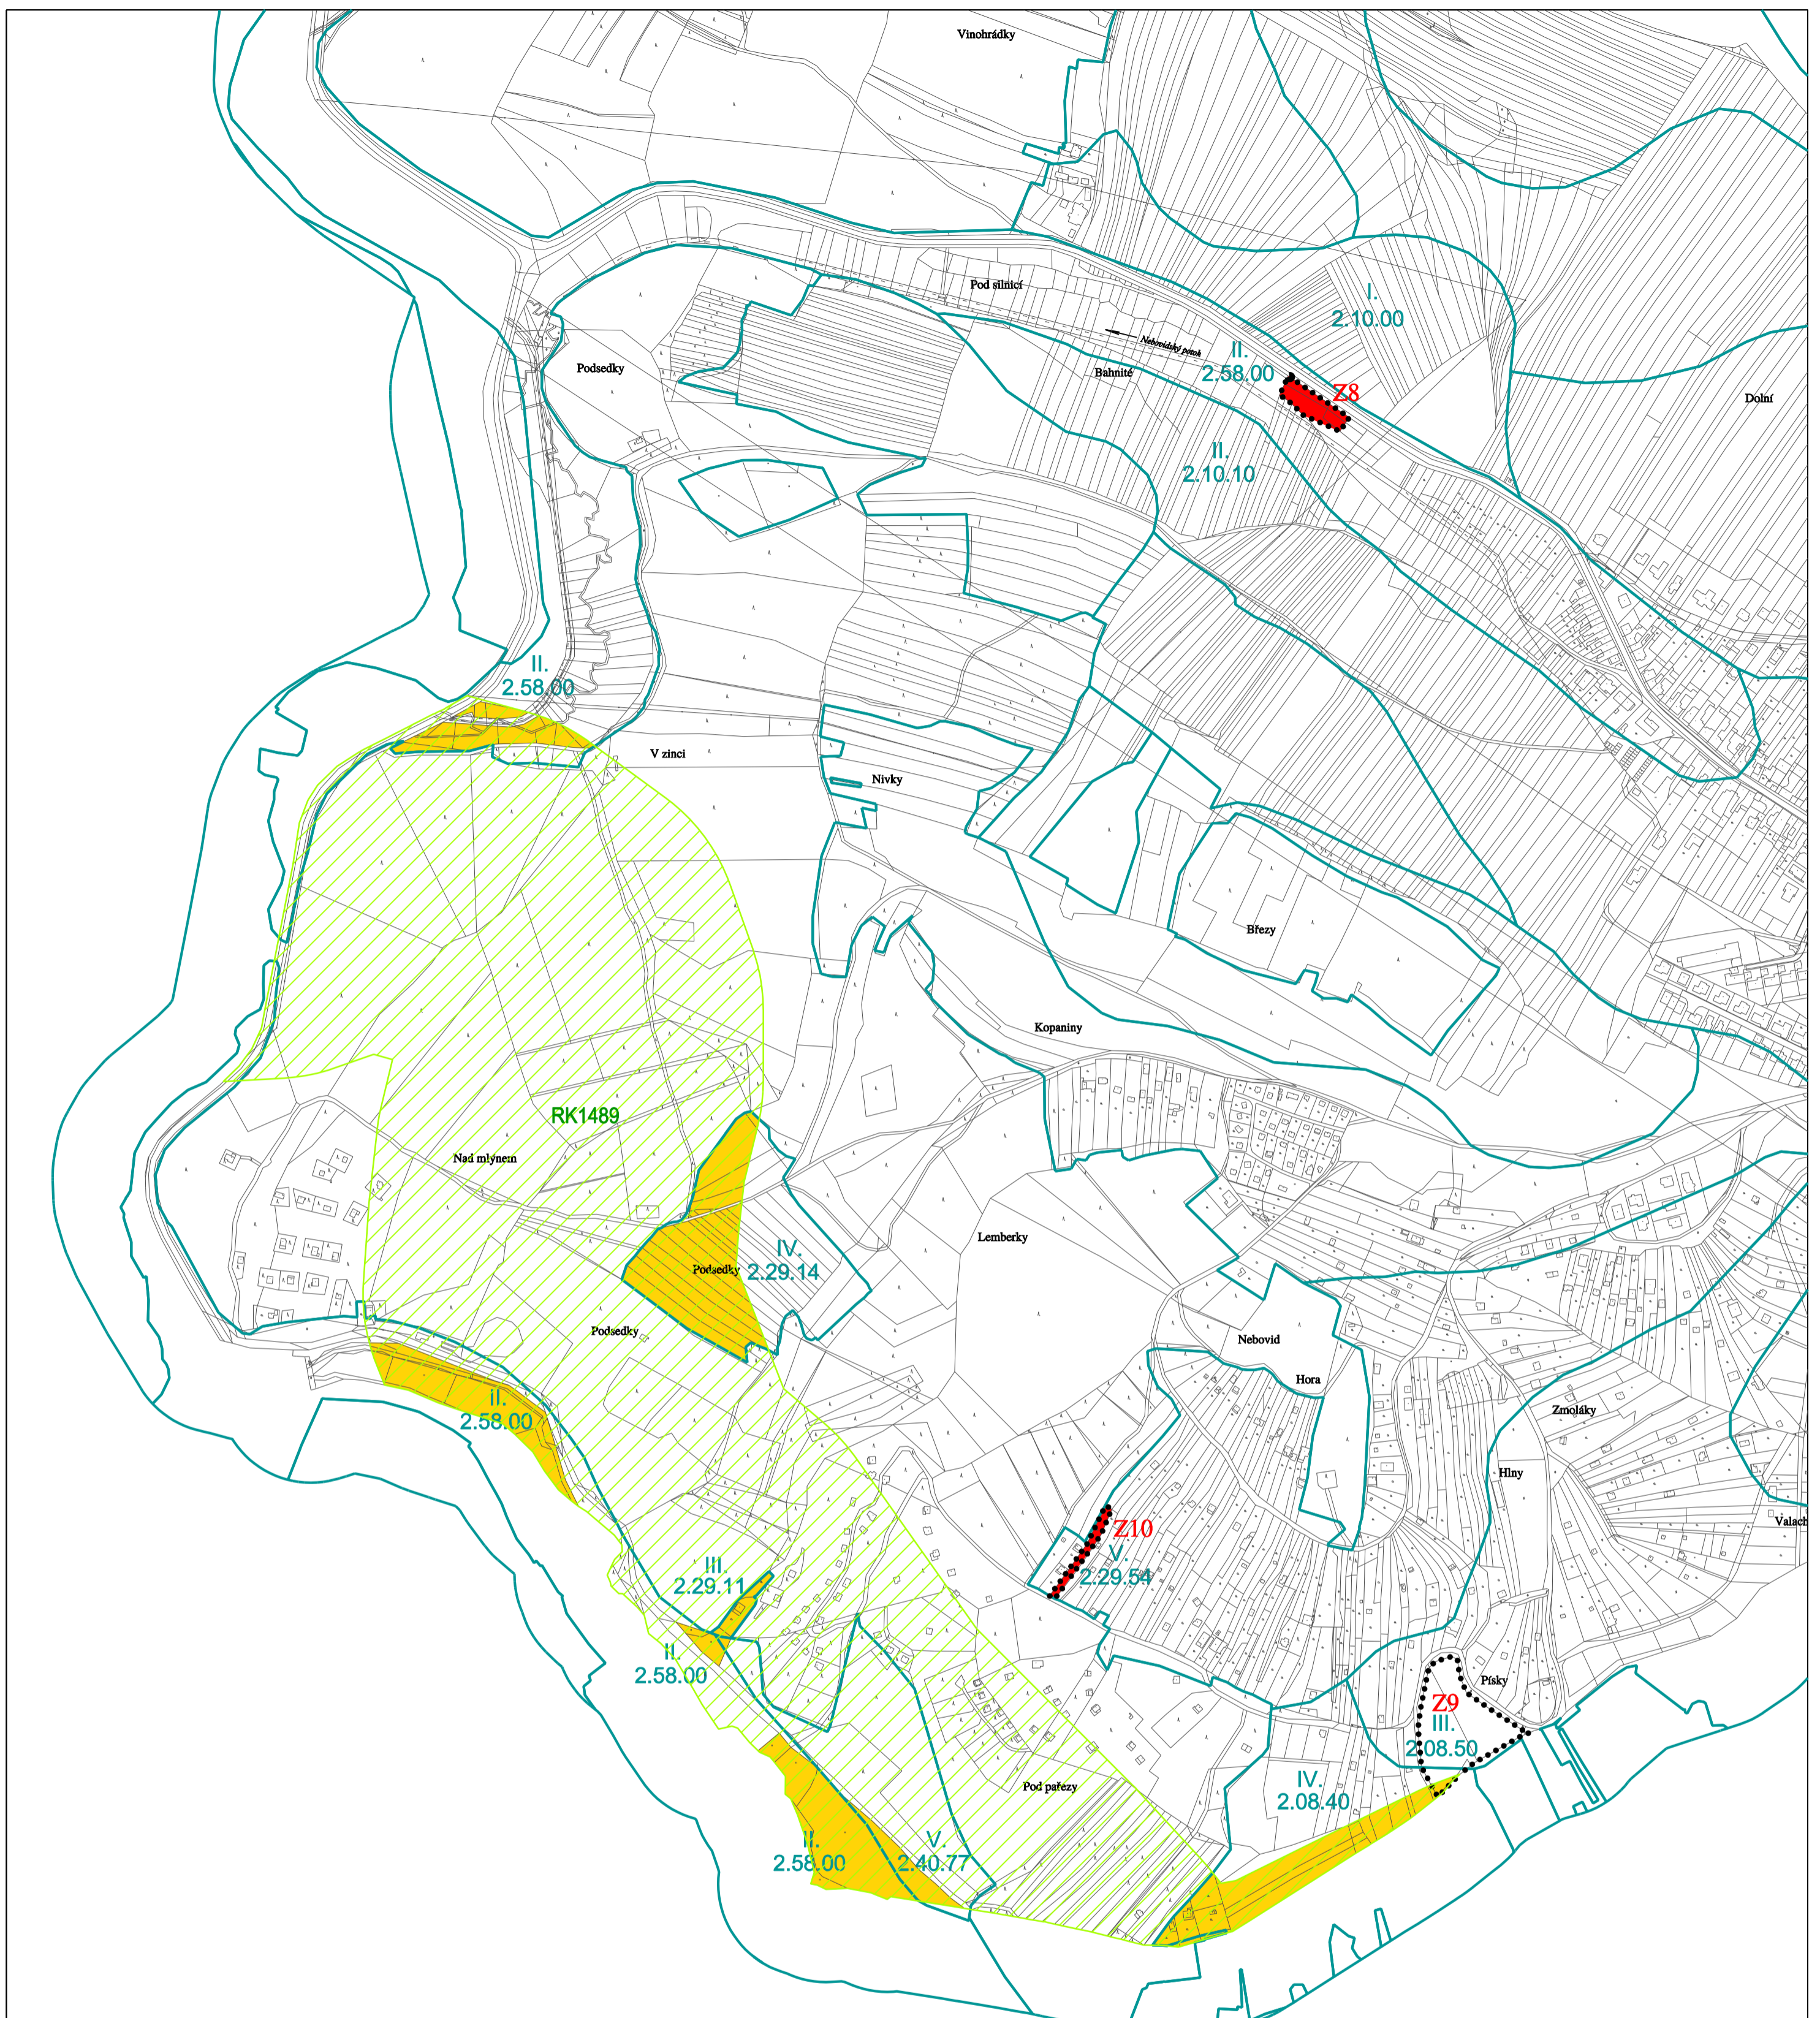 Vinohrádky
Pod silnicí
I.
2.10.00
Nebovidský potok
II.
2.58.00
Z8
Podsedky
Bahnité
Dolní
II.
2.10.10
II.
2.58.00
V zinci
Nivky
Březy
Kopaniny
RK1489
Nad mlýnem
Lemberky
IV.
2.29.14
Podsedky
Podsedky
Nebovid
Hora
II.
2.58.00
Zmoláky
Hlny
Valach
Z10
V.
2.29.54
III.
2.29.11
II.
2.58.00
Písky
Z9
III.
2.08.50
Pod pařezy
IV.
2.08.40
II.
2.58.00
V.
2.40.77